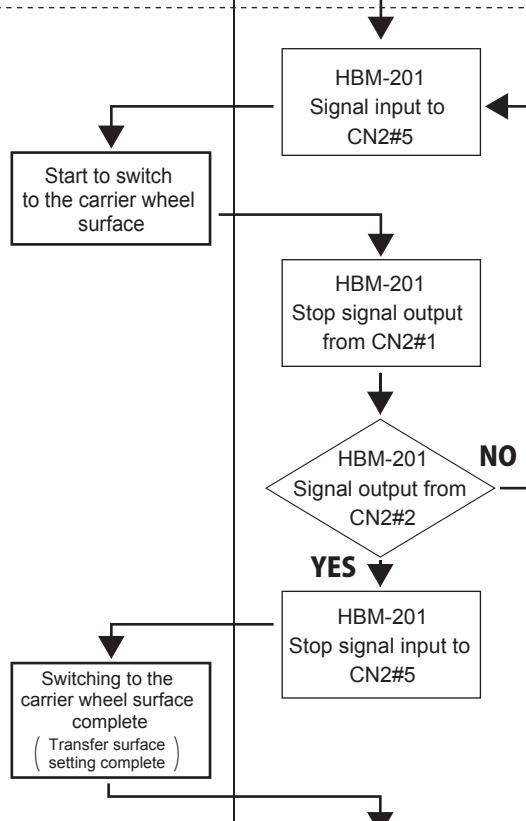 HBM-201
Signal input to
CN2#5
Start to switch
to the carrier wheel
surface
HBM-201
Stop signal output
from CN2#1
HBM-201
Signal output from
CN2#2
NO
YES
HBM-201
Stop signal input to
CN2#5
Switching to the
carrier wheel surface
complete
( Transfer surface
setting complete )